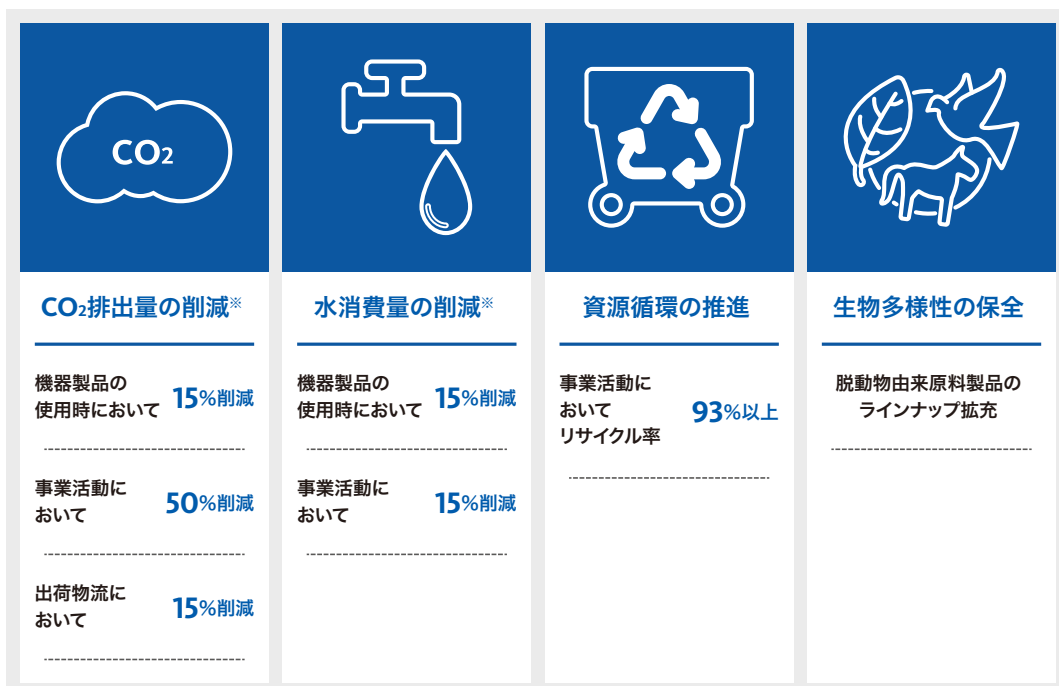 CO2
CO2排出量の削減※
機器製品の
使用時において 15%削減
事業活動に
おいて 50%削減
出荷物流に
おいて 15%削減
水消費量の削減※
機器製品の
使用時において 15%削減
事業活動に
おいて 15%削減
資源循環の推進
事業活動に
おいて
リサイクル率 93%以上
生物多様性の保全
脱動物由来原料製品の
ラインナップ拡充